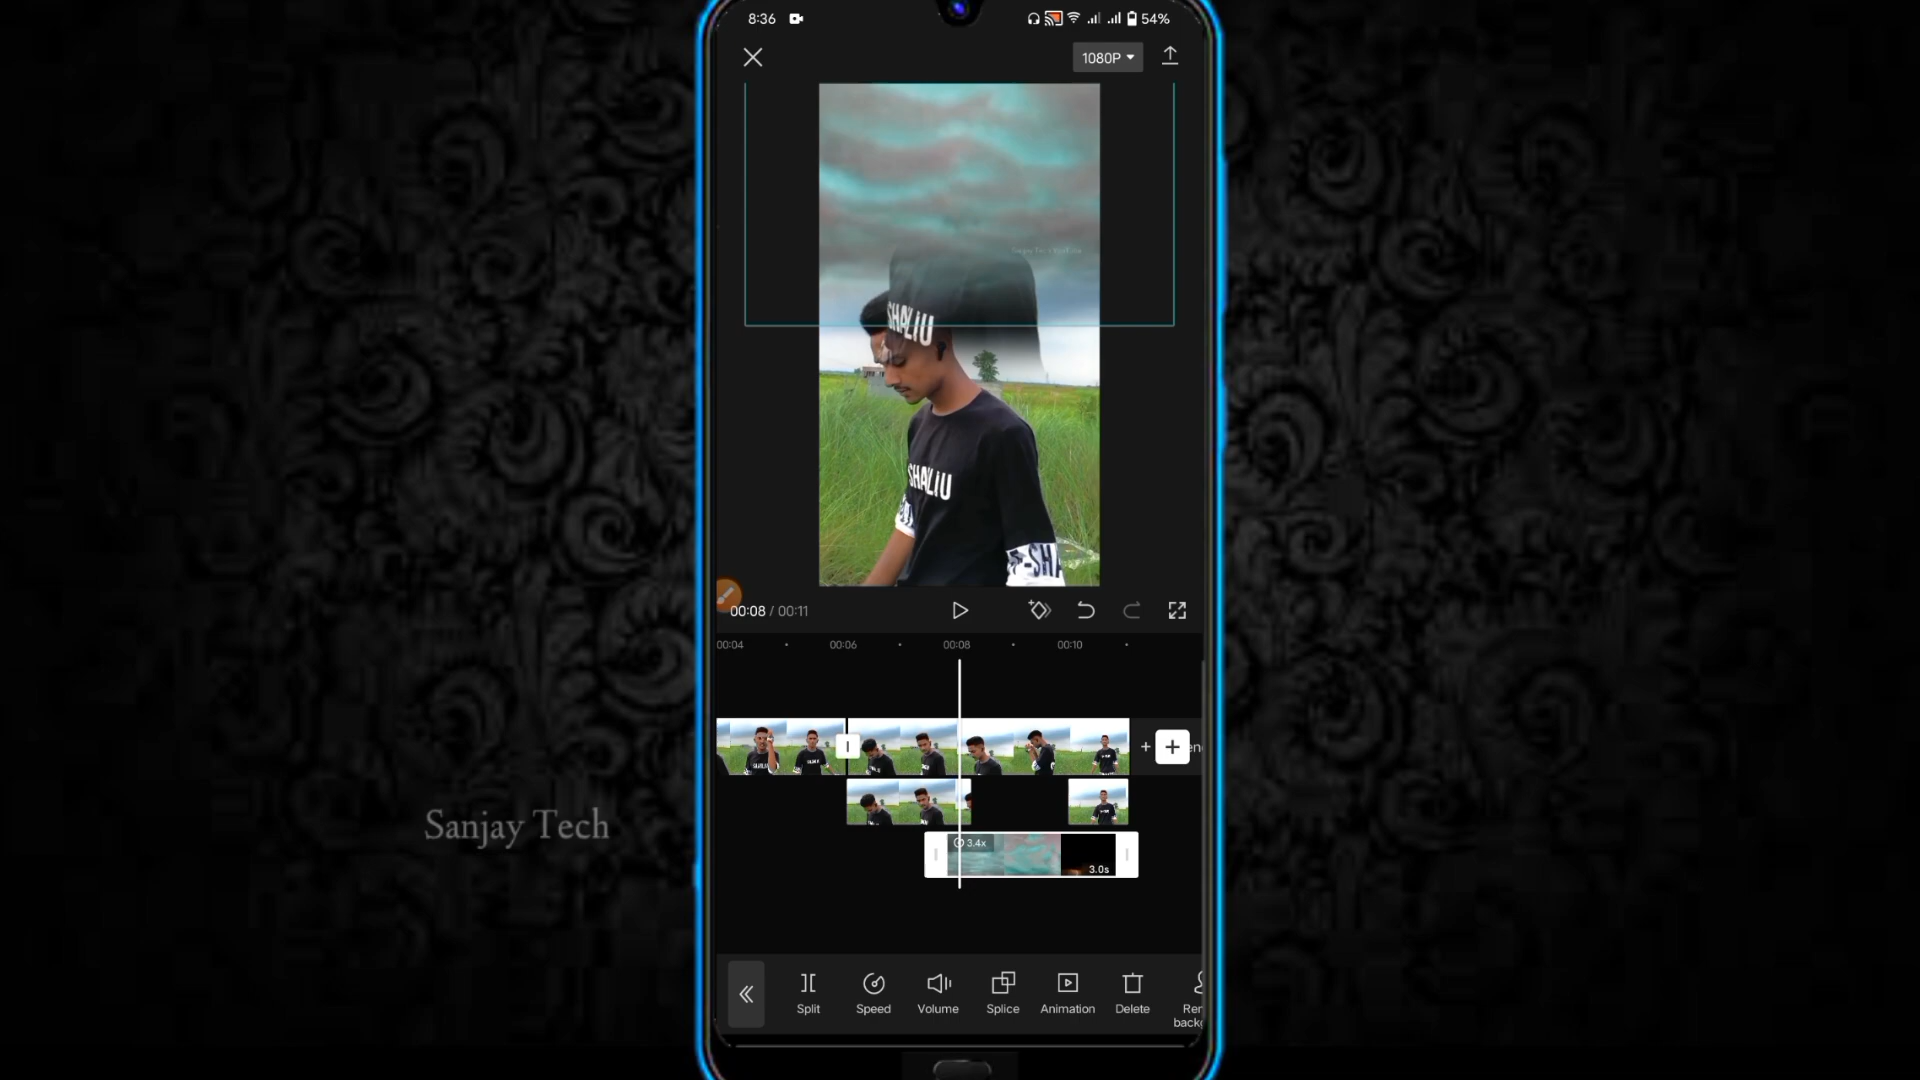 8:36
54%
1080P
SHALIU
SHALIU
00:08 / 00:11
00:04
00:06
00:08
00:10
3.4x
3.0s
Sanjay Tech
Split
Speed
Volume
Splice
Animation
Delete